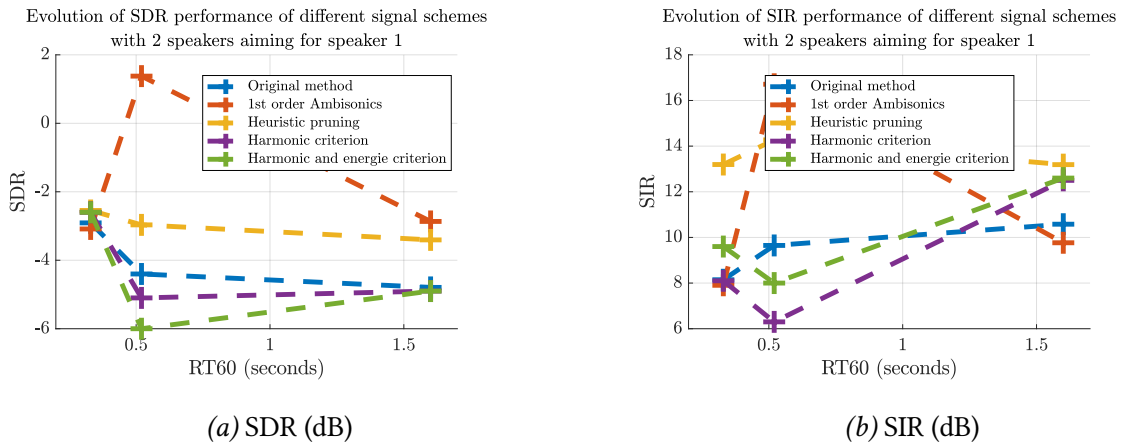 Evolution of SDR performance of different signal schemes
with 2 speakers aiming for speaker 1
2
0
-2
-4
-6
SDR
Original method
1st order Ambisonics
Heuristic pruning
Harmonic criterion
Harmonic and energie criterion
0.5
1
1.5
RT60 (seconds)
(a) SDR (dB)
Evolution of SIR performance of different signal schemes
with 2 speakers aiming for speaker 1
18
16
14
12
10
8
6
SIR
Original method
1st order Ambisonics
Heuristic pruning
Harmonic criterion
Harmonic and energie criterion
0.5
1
1.5
RT60 (seconds)
(b) SIR (dB)